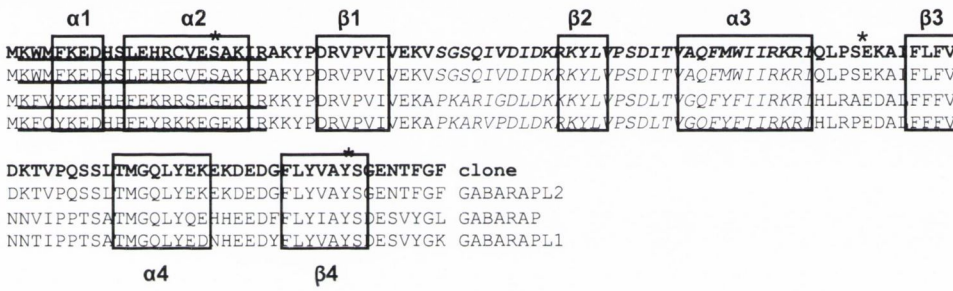 α1 α2 β1 β2 α3 β3
* *
MKWMFKEDHSLEHRCVESAKIRAKYPDRVPVIVEKVSGSQIVDIDKRKYLVPSDITVAQFMWIIRKRIQLPSEKAIFLFV
MKWMFKEDHSLEHRCVESAKIRAKYPDRVPVIVEKVSGSQIVDIDKRKYLVPSDITVAQFMWIIRKRIQLPSEKAIFLFV
MKFVYKEEHPFEKRRSEGEKIRKKYPDRVPVIVEKAPKARIGDLDKKKYLVPSDLTVGQFYFIIRKRIHLRAEDALFFFV
MKFQYKEDHPFEYRKKEGEKIRKKYPDRVPVIVEKAPKARVPDLDKRKYLVPSDLTVGQFYFIIRKRIHLRPEDALFFFV
*
DKTVPQSSLTMGQLYEKEKDEDGFLYVAYSGENTFGF clone
DKTVPQSSLTMGQLYEKEKDEDGFLYVAYSGENTFGF GABARAPL2
NNVIPPTSATMGQLYQEHHEEDFFLYIAYSDESVYGL GABARAP
NNTIPPTSATMGQLYEDNHEEDYFLYVAYSDESVYGK GABARAPL1
α4 β4